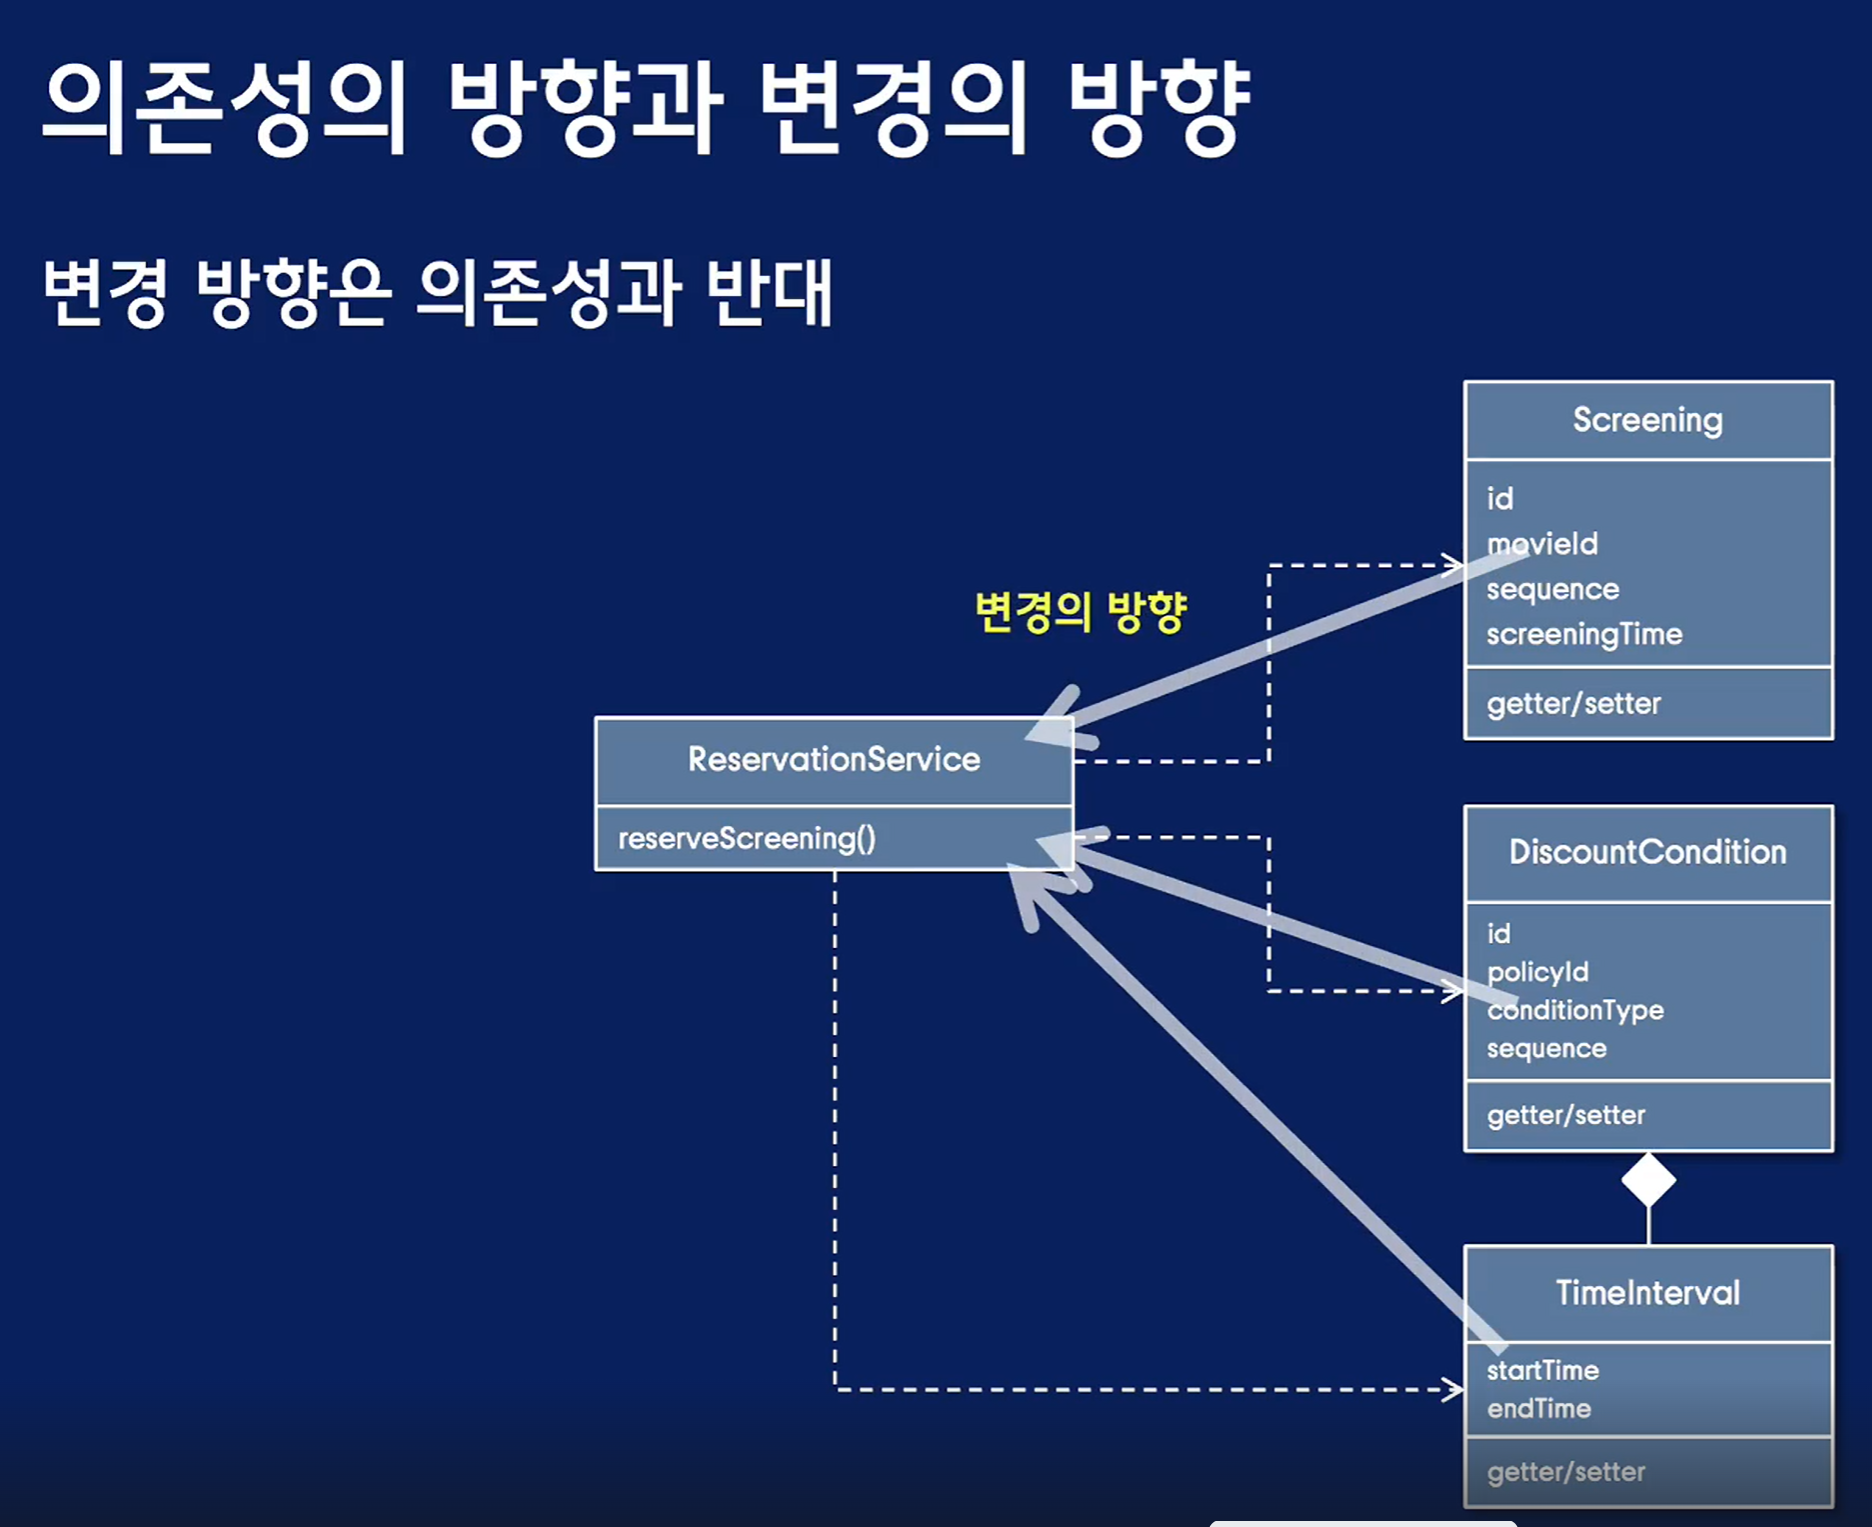 의존성의 방향과 변경의 방향
변경 방향은 의존성과 반대
변경의 방향
ReservationService
reserveScreening()
Screening
id
movieId
sequence
screeningTime
getter/setter
DiscountCondition
id
policyId
conditionType
sequence
getter/setter
TimeInterval
startTime
endTime
getter/setter